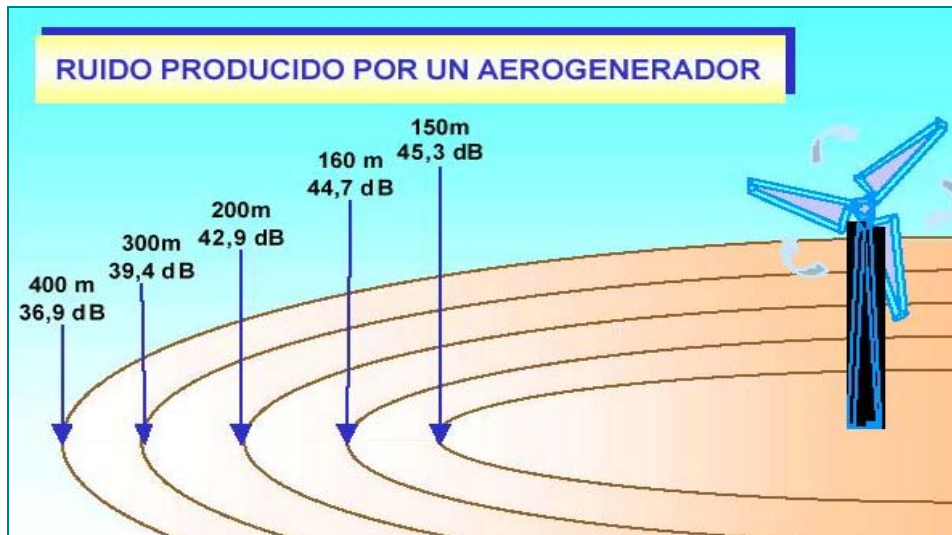 RUIDO PRODUCIDO POR UN AEROGENERADOR
150m
45,3 dB
160 m
44,7 dB
200m
42,9 dB
300m
39,4 dB
400 m
36,9 dB